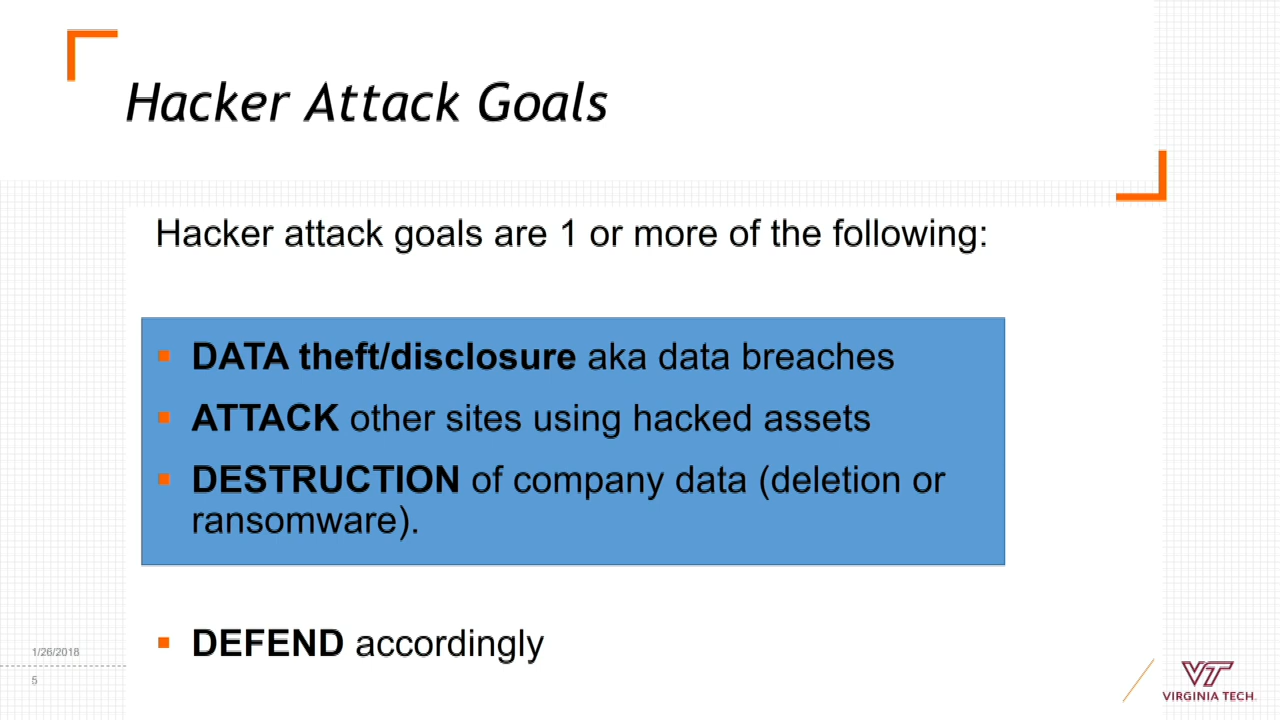 Hacker Attack Goals
Hacker attack goals are 1 or more of the following:
DATA theft/disclosure aka data breaches
ATTACK other sites using hacked assets
DESTRUCTION of company data (deletion or
ransomware).
DEFEND accordingly
1/26/2018
5
VT
VIRGINIA TECH